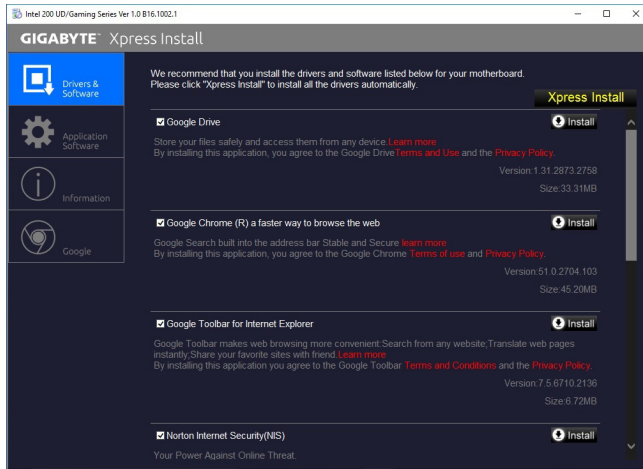 Intel 200 UD/Gaming Series Ver 1.0 B16.1002.1
GIGABYTE™ Xpress Install
Drivers &
Software
Application
Software
Information
Google
We recommend that you install the drivers and software listed below for your motherboard.
Please click "Xpress Install" to install all the drivers automatically.
Xpress Install
Google Drive
Install
Store your files safely and access them from any device.Learn more
By installing this application, you agree to the Google DriveTerms and Use and the Privacy Policy.
Version:1.31.2873.2758
Size:33.31MB
Google Chrome (R) a faster way to browse the web
Install
Google Search built into the address bar Stable and Secure learn more
By installing this application, you agree to the Google Chrome Terms of use and Privacy Policy.
Version:51.0.2704.103
Size:45.20MB
Google Toolbar for Internet Explorer
Install
Google Toolbar makes web browsing more convenient:Search from any website;Translate web pages
instantly;Share your favorite sites with friend.Learn more
By installing this application you agree to the Google Toolbar Terms and Conditions and the Privacy Policy.
Version:7.5.6710.2136
Size:6.72MB
Norton Internet Security(NIS)
Install
Your Power Against Online Threat.